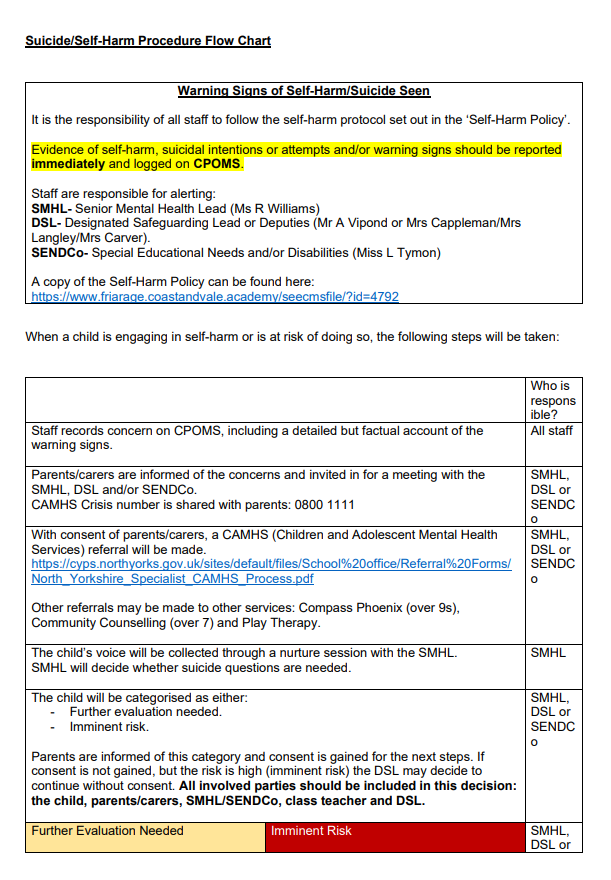 Suicide/Self-Harm Procedure Flow Chart
Warning Signs of Self-Harm/Suicide Seen
It is the responsibility of all staff to follow the self-harm protocol set out in the ‘Self-Harm Policy’.
Evidence of self-harm, suicidal intentions or attempts and/or warning signs should be reported
immediately and logged on CPOMS.
Staff are responsible for alerting:
SMHL- Senior Mental Health Lead (Ms R Williams)
DSL- Designated Safeguarding Lead or Deputies (Mr A Vipond or Mrs Cappleman/Mrs
Langley/Mrs Carver).
SENDCo- Special Educational Needs and/or Disabilities (Miss L Tymon)
A copy of the Self-Harm Policy can be found here:
https://www.friarage.coastandvale.academy/seecmsfile/?id=4792
When a child is engaging in self-harm or is at risk of doing so, the following steps will be taken:
Who is
respons
ible?
Staff records concern on CPOMS, including a detailed but factual account of the
warning signs.
All staff
Parents/carers are informed of the concerns and invited in for a meeting with the
SMHL, DSL and/or SENDCo.
CAMHS Crisis number is shared with parents: 0800 1111
SMHL,
DSL or
SENDC
o
With consent of parents/carers, a CAMHS (Children and Adolescent Mental Health
Services) referral will be made.
https://cyps.northyorks.gov.uk/sites/default/files/School%20office/Referral%20Forms/
North_Yorkshire_Specialist_CAMHS_Process.pdf
Other referrals may be made to other services: Compass Phoenix (over 9s),
Community Counselling (over 7) and Play Therapy.
SMHL,
DSL or
SENDC
o
The child’s voice will be collected through a nurture session with the SMHL.
SMHL will decide whether suicide questions are needed.
SMHL
The child will be categorised as either:
- Further evaluation needed.
- Imminent risk.
Parents are informed of this category and consent is gained for the next steps. If
consent is not gained, but the risk is high (imminent risk) the DSL may decide to
continue without consent. All involved parties should be included in this decision:
the child, parents/carers, SMHL/SENDCo, class teacher and DSL.
SMHL,
DSL or
SENDC
o
Further Evaluation Needed
Imminent Risk
SMHL,
DSL or